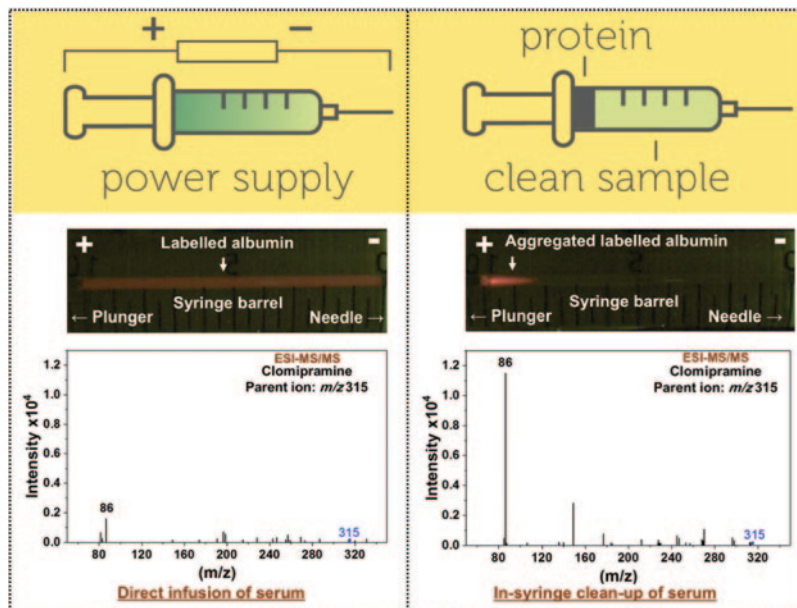 + −
power supply
+ Labelled albumin -
Syringe barrel
← Plunger Needle →
ESI-MS/MS
Clomipramine
Parent ion: m/z 315
Intensity x10⁴
1.2
1.0
0.8
0.6
0.4
0.2
0.0
86
315
80 120 160 200 240 280 320
(m/z)
Direct infusion of serum
protein
clean sample
+ Aggregated labelled albumin -
Syringe barrel
← Plunger Needle →
ESI-MS/MS
Clomipramine
Parent ion: m/z 315
Intensity x10⁴
1.2
1.0
0.8
0.6
0.4
0.2
0.0
86
315
80 120 160 200 240 280 320
(m/z)
In-syringe clean-up of serum